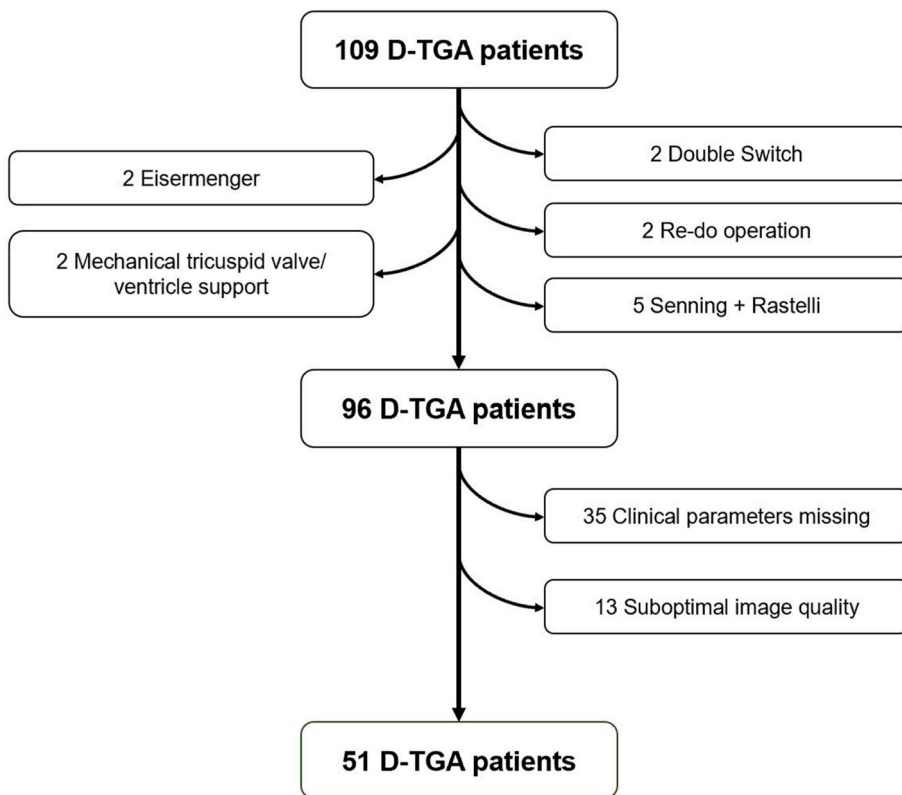 109 D-TGA patients
2 Double Switch
2 Eisermenger
2 Re-do operation
2 Mechanical tricuspid valve/
ventricle support
5 Senning + Rastelli
96 D-TGA patients
35 Clinical parameters missing
13 Suboptimal image quality
51 D-TGA patients